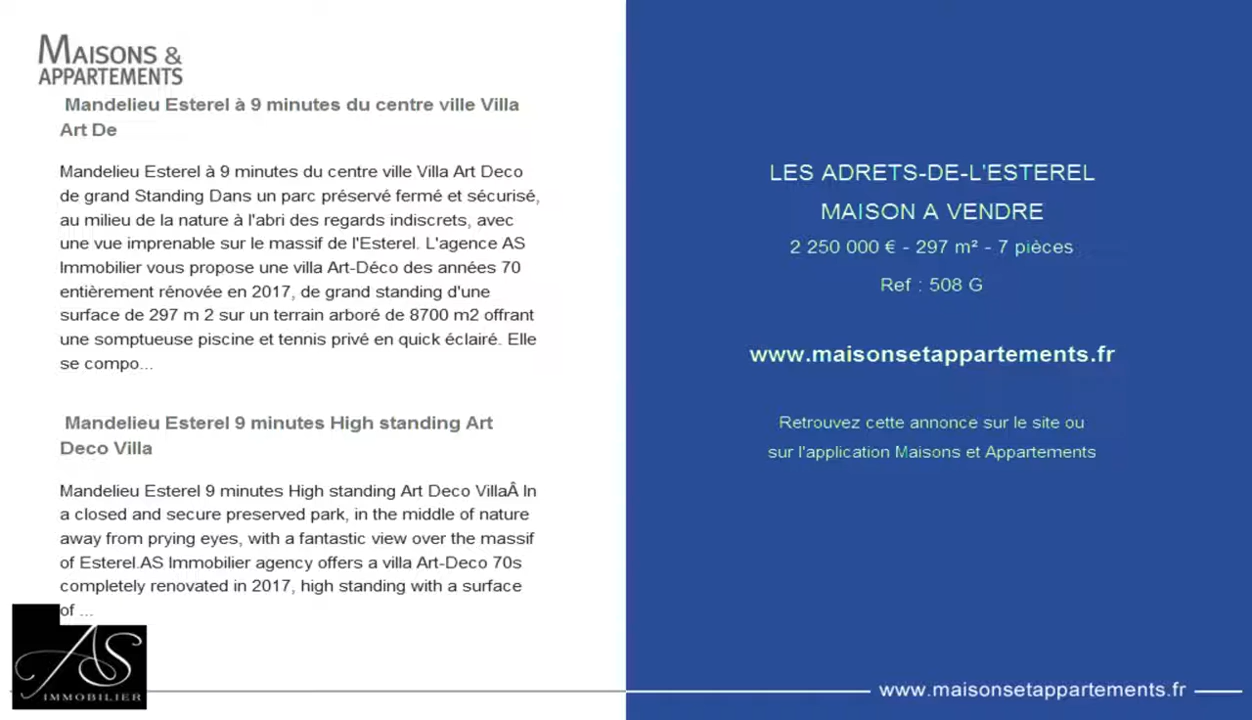 MAISONS &
APPARTEMENTS
Mandelieu Esterel à 9 minutes du centre ville Villa
Art De
Mandelieu Esterel à 9 minutes du centre ville Villa Art Deco
de grand Standing Dans un parc préservé fermé et sécurisé,
au milieu de la nature à l'abri des regards indiscrets, avec
une vue imprenable sur le massif de l'Esterel. L'agence AS
Immobilier vous propose une villa Art-Déco des années 70
entièrement rénovée en 2017, de grand standing d'une
surface de 297 m 2 sur un terrain arboré de 8700 m2 offrant
une somptueuse piscine et tennis privé en quick éclairé. Elle
se compo...
Mandelieu Esterel 9 minutes High standing Art
Deco Villa
Mandelieu Esterel 9 minutes High standing Art Deco VillaÂ In
a closed and secure preserved park, in the middle of nature
away from prying eyes, with a fantastic view over the massif
of Esterel.AS Immobilier agency offers a villa Art-Deco 70s
completely renovated in 2017, high standing with a surface
of ...
AS
IMMOBILIER
LES ADRETS-DE-L'ESTEREL
MAISON A VENDRE
2 250 000 € - 297 m² - 7 pièces
Ref : 508 G
www.maisonsetappartements.fr
Retrouvez cette annonce sur le site ou
sur l'application Maisons et Appartements
www.maisonsetappartements.fr